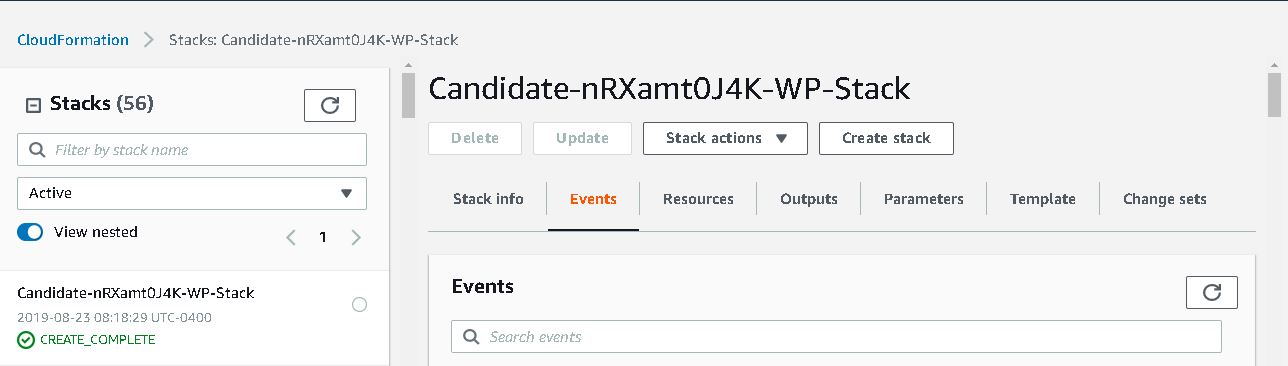 CloudFormation > Stacks: Candidate-nRXamt0J4K-WP-Stack
Stacks (56)
Filter by stack name
Active
View nested
1
Candidate-nRXamt0J4K-WP-Stack
2019-08-23 08:18:29 UTC-0400
CREATE_COMPLETE
Candidate-nRXamt0J4K-WP-Stack
Delete Update Stack actions Create stack
Stack info Events Resources Outputs Parameters Template Change sets
Events
Search events